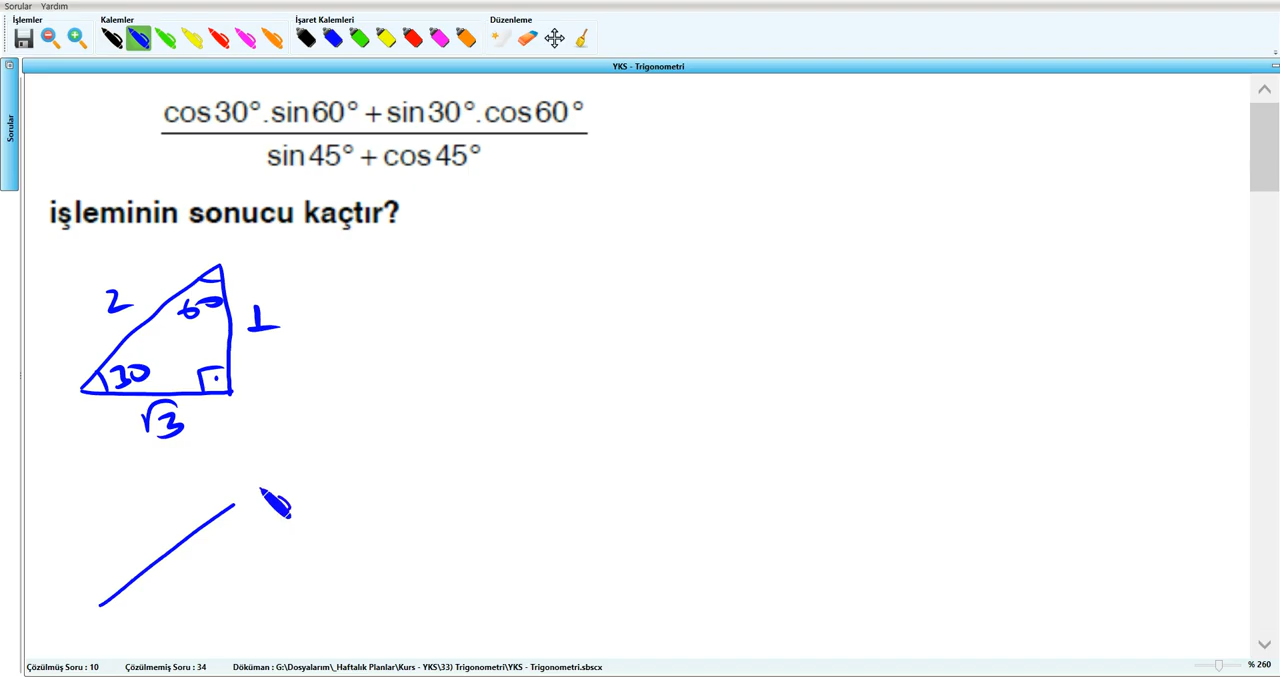 Sorular Yardım
İşlemler Kalemler İşaret Kalemleri Düzenleme
YKS - Trigonometri
Sorular
cos30°.sin60° + sin30°.cos60°
sin45° + cos45°
işleminin sonucu kaçtır?
2
60
1
30
√3
Çözülmüş Soru : 10 Çözülmemiş Soru : 34 Döküman : G:\Dosyalarım\_Haftalık Planlar\Kurs - YKS\33) Trigonometri\YKS - Trigonometri.sbscx % 260